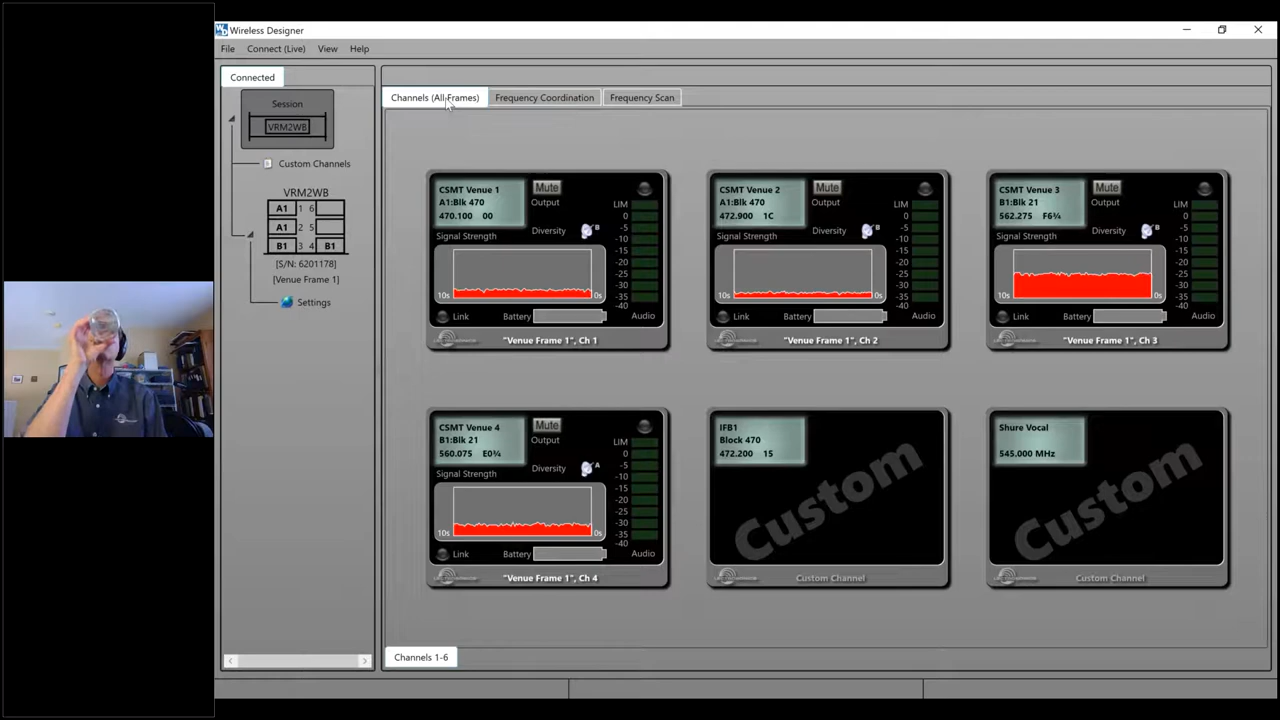 Wireless Designer
File Connect (Live) View Help
Connected
Session
VRM2WB
Custom Channels
VRM2WB
A1 1 6
A1 2 5
B1 3 4 B1
[S/N: 6201178]
[Venue Frame 1]
Settings
Channels (All Frames) Frequency Coordination Frequency Scan
CSMT Venue 1
A1:Blk 470
470.100 00
Mute
Output
Diversity B
Signal Strength
10s 0s
Link Battery
LIM
0
-5
-10
-15
-20
-25
-30
-35
-40
Audio
"Venue Frame 1", Ch 1
CSMT Venue 2
A1:Blk 470
472.900 1C
Mute
Output
Diversity B
Signal Strength
10s 0s
Link Battery
LIM
0
-5
-10
-15
-20
-25
-30
-35
-40
Audio
"Venue Frame 1", Ch 2
CSMT Venue 3
B1:Blk 21
562.275 F6¼
Mute
Output
Diversity B
Signal Strength
10s 0s
Link Battery
LIM
0
-5
-10
-15
-20
-25
-30
-35
-40
Audio
"Venue Frame 1", Ch 3
CSMT Venue 4
B1:Blk 21
560.075 E0¾
Mute
Output
Diversity A
Signal Strength
10s 0s
Link Battery
LIM
0
-5
-10
-15
-20
-25
-30
-35
-40
Audio
"Venue Frame 1", Ch 4
IFB1
Block 470
472.200 15
Custom
Custom Channel
Shure Vocal
545.000 MHz
Custom
Custom Channel
Channels 1-6